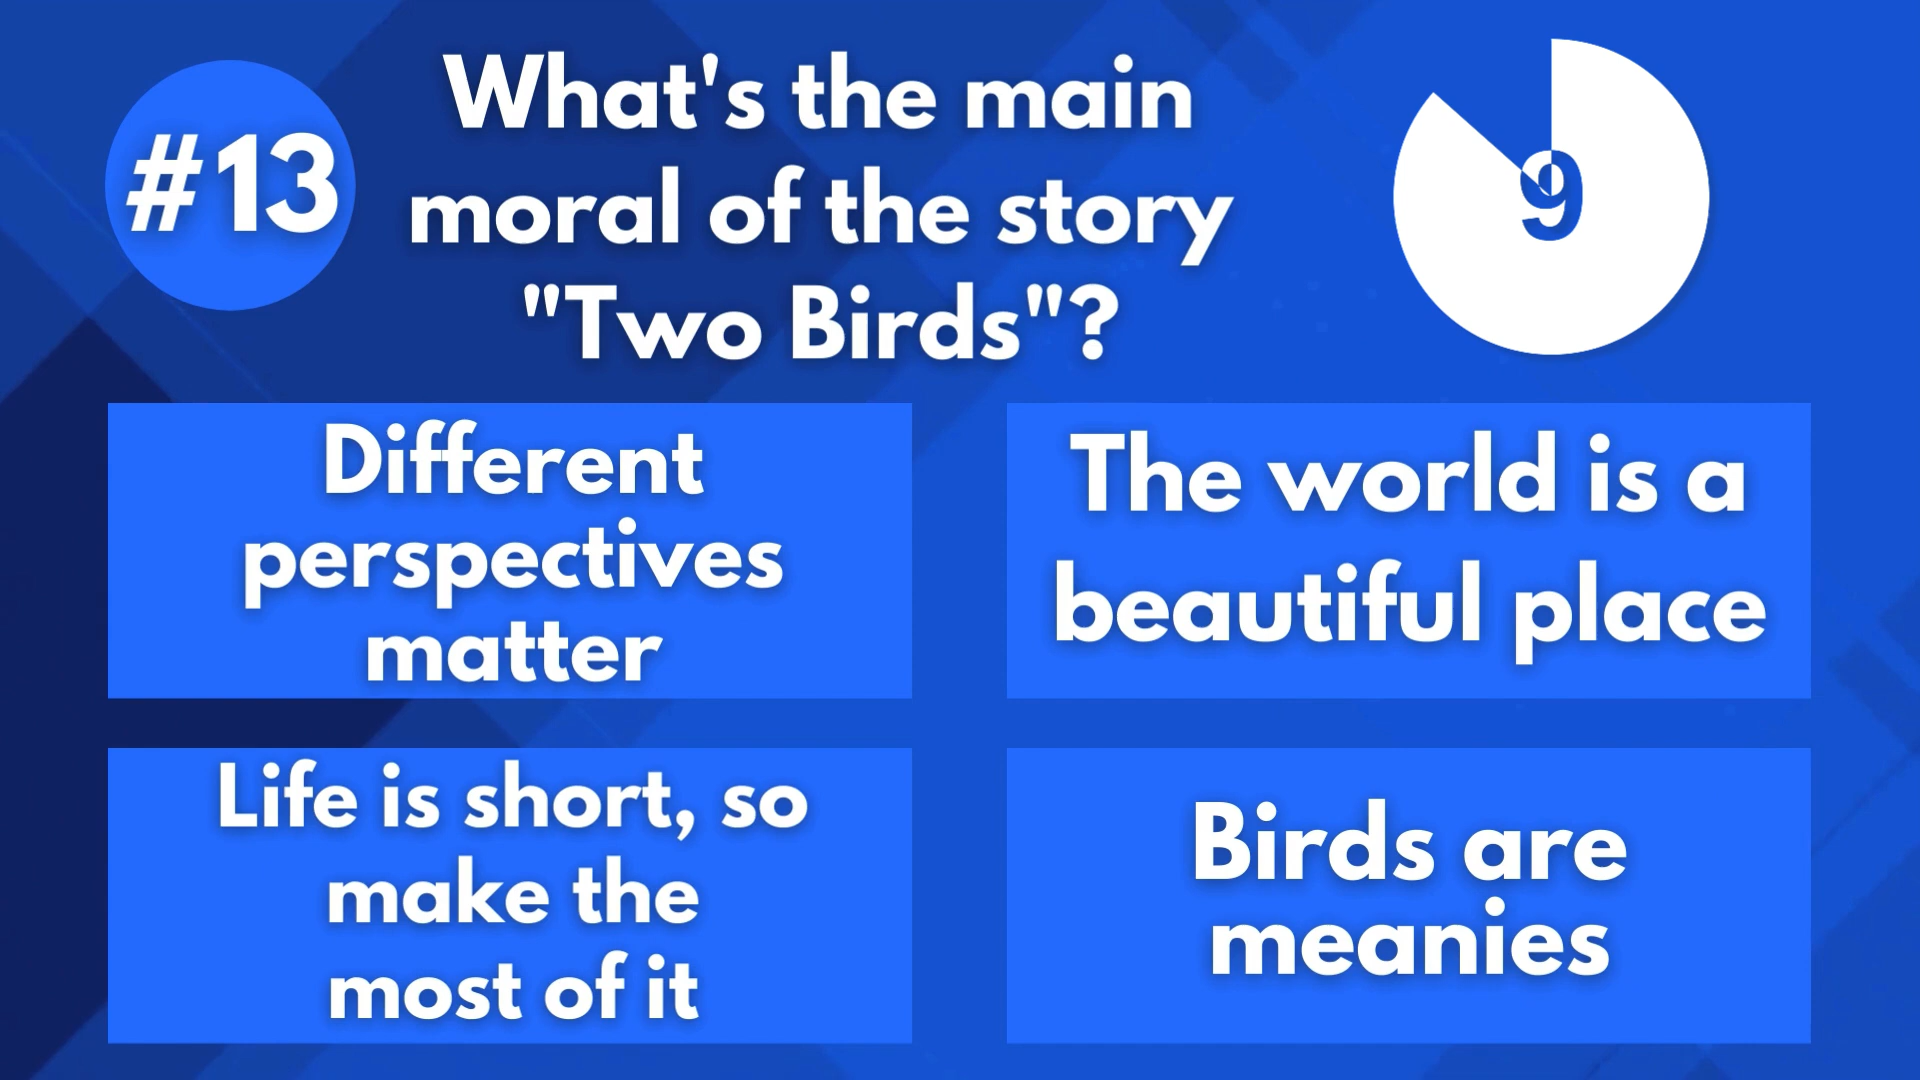 #13
What's the main
moral of the story
"Two Birds"?
9
Different
perspectives
matter
The world is a
beautiful place
Life is short, so
make the
most of it
Birds are
meanies